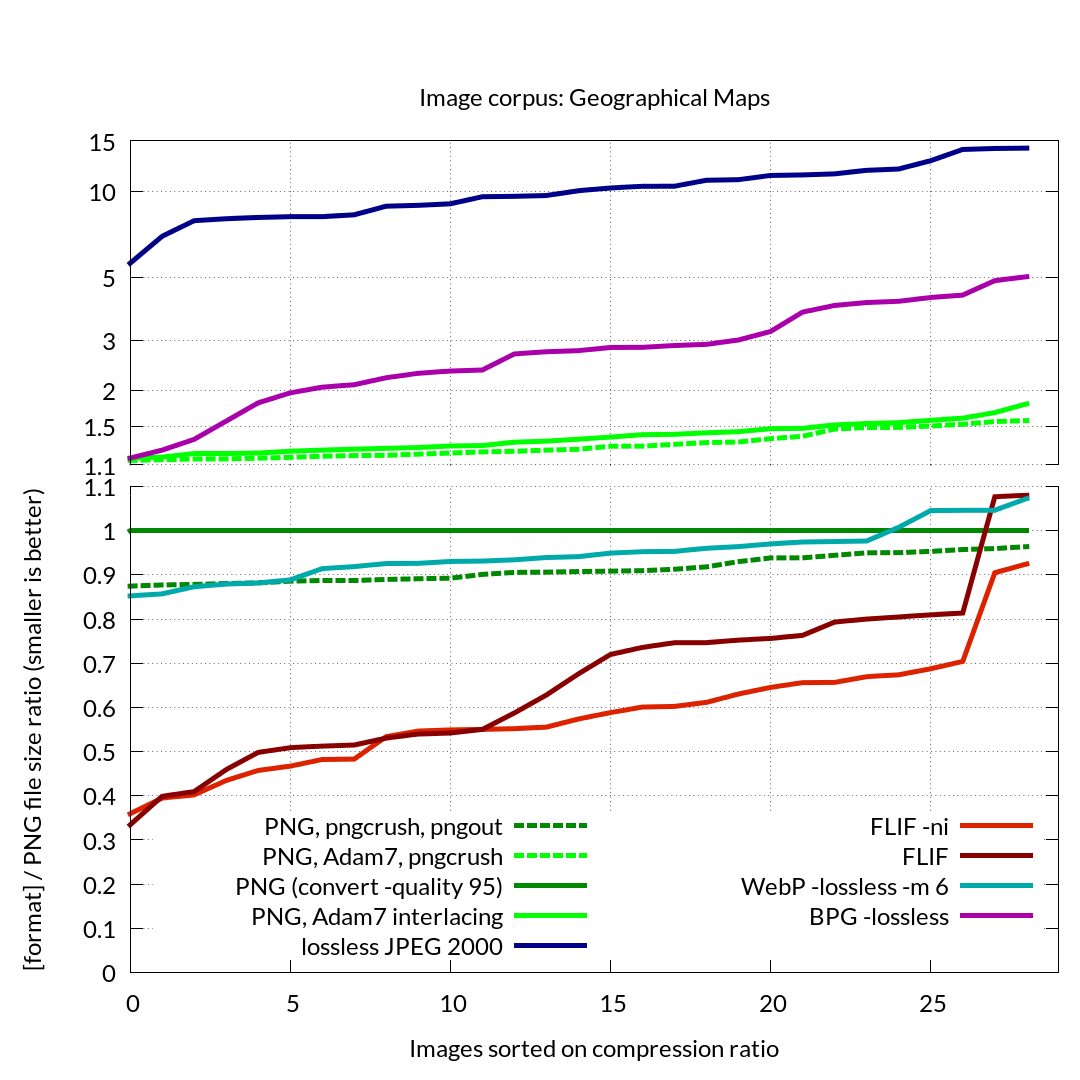 Image corpus: Geographical Maps
15
10
5
3
2
1.5
1.1
1.1
1
0.9
0.8
0.7
0.6
0.5
0.4
0.3
0.2
0.1
0
[format] / PNG file size ratio (smaller is better)
PNG, pngcrush, pngout
PNG, Adam7, pngcrush
PNG (convert -quality 95)
PNG, Adam7 interlacing
lossless JPEG 2000
FLIF -ni
FLIF
WebP -lossless -m 6
BPG -lossless
0 5 10 15 20 25
Images sorted on compression ratio